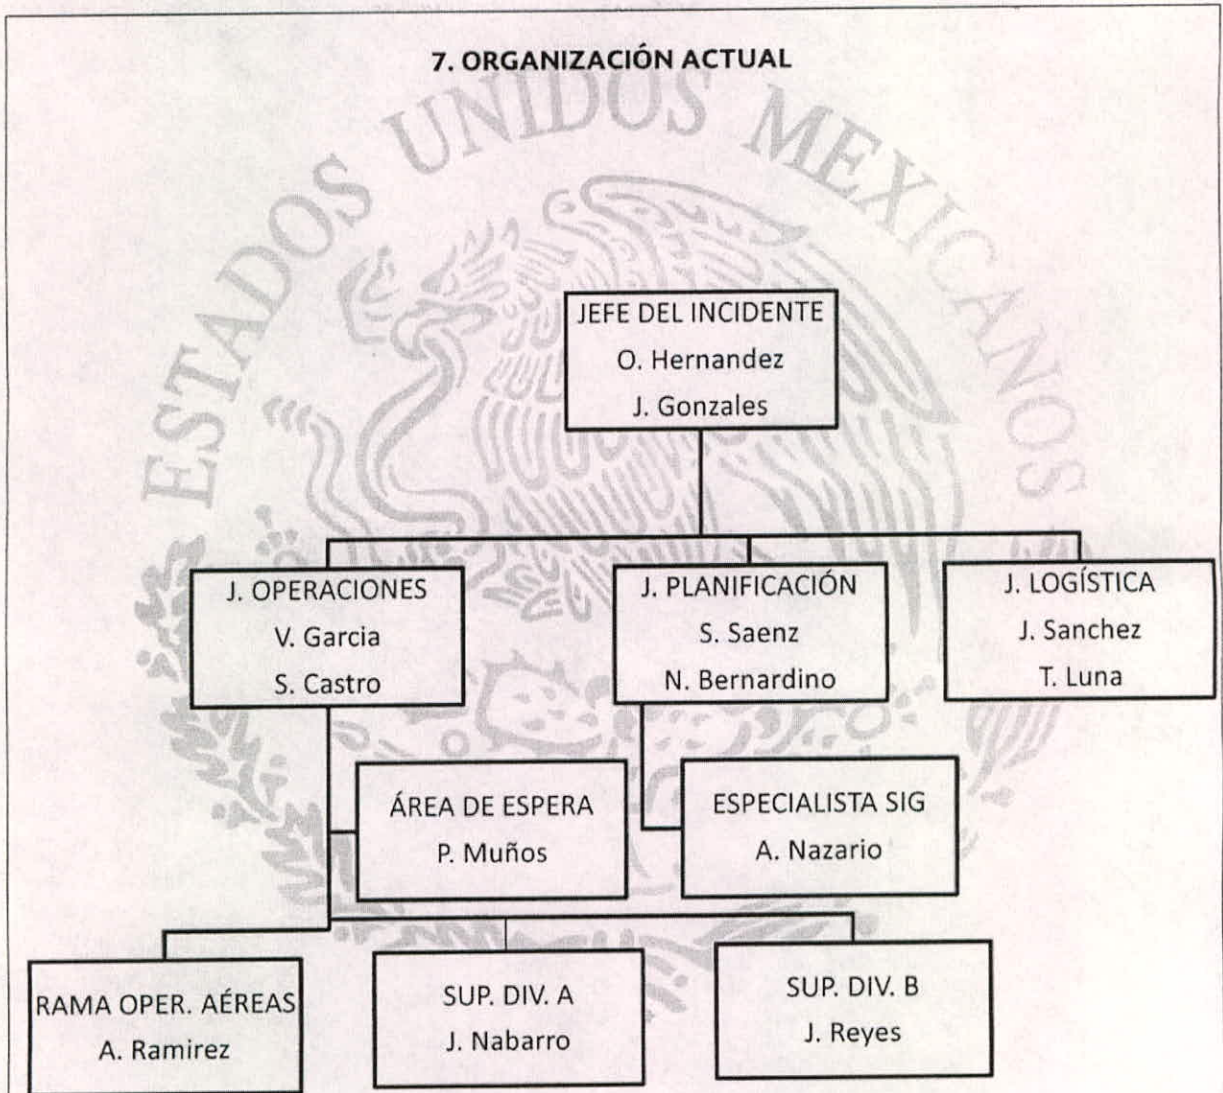 7. ORGANIZACIÓN ACTUAL
ESTADOS UNIDOS MEXICANOS
JEFE DEL INCIDENTE
O. Hernandez
J. Gonzales
J. OPERACIONES
V. Garcia
S. Castro
J. PLANIFICACIÓN
S. Saenz
N. Bernardino
J. LOGÍSTICA
J. Sanchez
T. Luna
ÁREA DE ESPERA
P. Muños
ESPECIALISTA SIG
A. Nazario
RAMA OPER. AÉREAS
A. Ramirez
SUP. DIV. A
J. Nabarro
SUP. DIV. B
J. Reyes